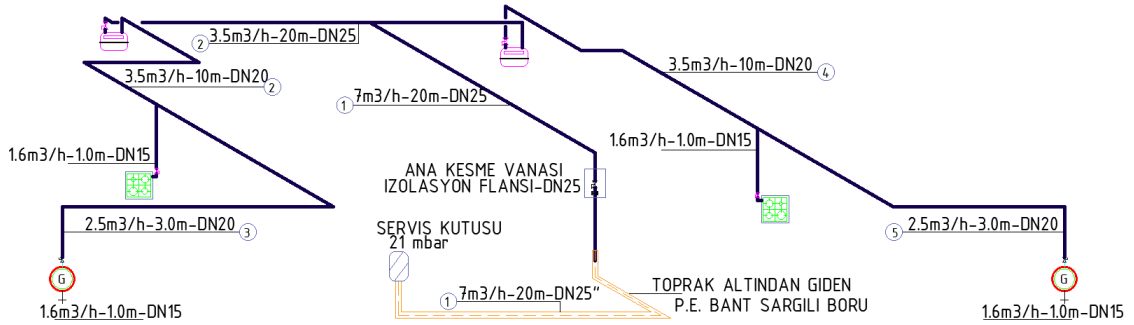 2
3.5m3/h-20m-DN25
3.5m3/h-10m-DN20
2
3.5m3/h-10m-DN20
4
1
7m3/h-20m-DN25
1.6m3/h-1.0m-DN15
1.6m3/h-1.0m-DN15
ANA KESME VANASI
IZOLASYON FLANSI-DN25
2.5m3/h-3.0m-DN20
3
SERVIS KUTUSU
21 mbar
5
2.5m3/h-3.0m-DN20
G
G
1
7m3/h-20m-DN25"
TOPRAK ALTINDAN GIDEN
P.E. BANT SARGILI BORU
1.6m3/h-1.0m-DN15
1.6m3/h-1.0m-DN15